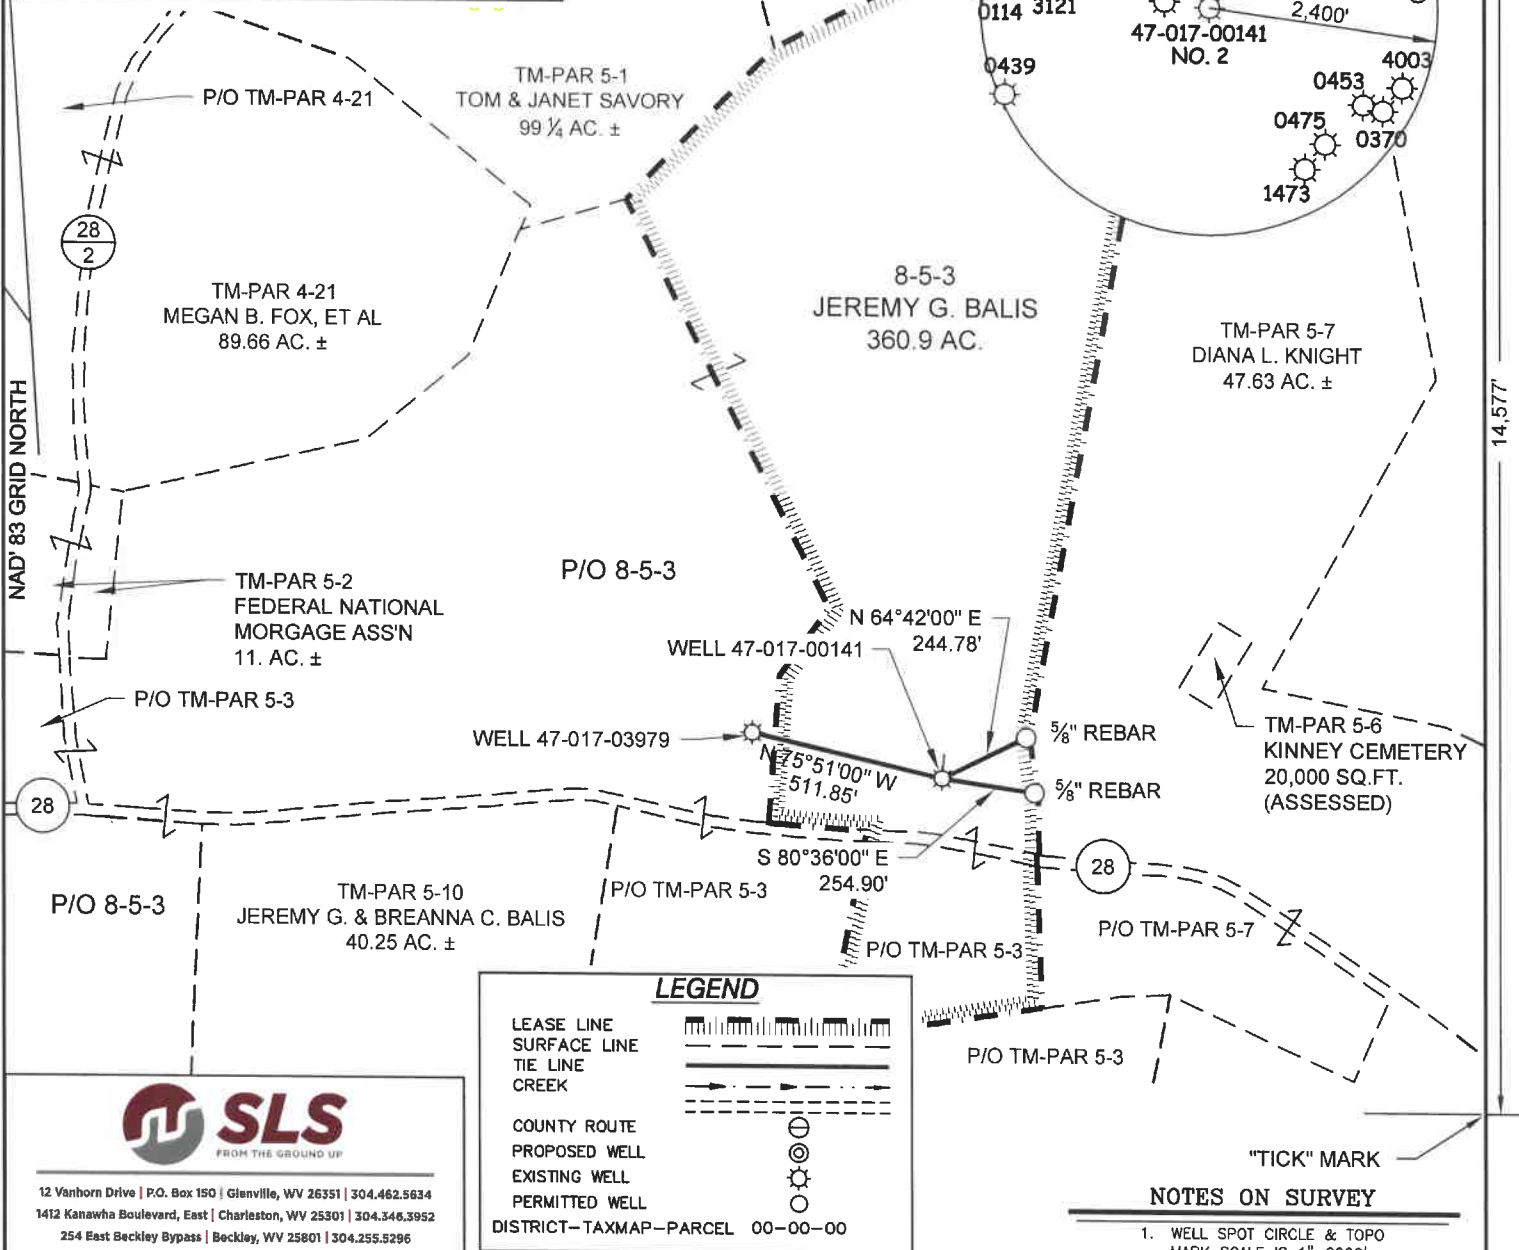 0114 3121
47-017-00141
NO. 2
2,400'
0439
4003
0453
0475
0370
1473
TM-PAR 5-1
TOM & JANET SAVORY
99 ¼ AC. ±
P/O TM-PAR 4-21
28
2
TM-PAR 4-21
MEGAN B. FOX, ET AL
89.66 AC. ±
8-5-3
JEREMY G. BALIS
360.9 AC.
TM-PAR 5-7
DIANA L. KNIGHT
47.63 AC. ±
14,577'
NAD' 83 GRID NORTH
P/O 8-5-3
TM-PAR 5-2
FEDERAL NATIONAL
MORGAGE ASS'N
11. AC. ±
N 64°42'00" E
244.78'
WELL 47-017-00141
P/O TM-PAR 5-3
WELL 47-017-03979
N 75°51'00" W
511.85'
⅝" REBAR
⅝" REBAR
TM-PAR 5-6
KINNEY CEMETERY
20,000 SQ.FT.
(ASSESSED)
28
S 80°36'00" E
254.90'
28
P/O 8-5-3
TM-PAR 5-10
JEREMY G. & BREANNA C. BALIS
40.25 AC. ±
P/O TM-PAR 5-3
P/O TM-PAR 5-3
P/O TM-PAR 5-7
P/O TM-PAR 5-3
LEGEND
LEASE LINE
SURFACE LINE
TIE LINE
CREEK
COUNTY ROUTE
PROPOSED WELL
EXISTING WELL
PERMITTED WELL
DISTRICT-TAXMAP-PARCEL 00-00-00
SLS
FROM THE GROUND UP
12 Vanhorn Drive | P.O. Box 150 | Glenville, WV 26351 | 304.462.5634
1412 Kanawha Boulevard, East | Charleston, WV 25301 | 304.346.3952
254 East Beckley Bypass | Beckley, WV 25801 | 304.255.5296
"TICK" MARK
NOTES ON SURVEY
1. WELL SPOT CIRCLE & TOPO